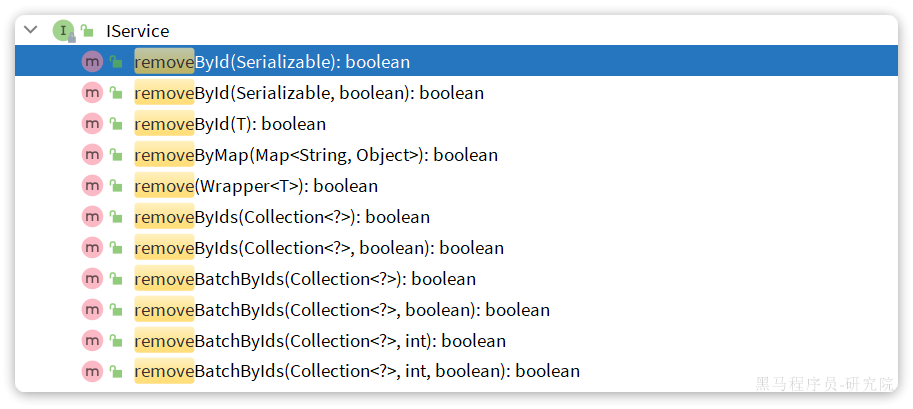 IService
removeById(Serializable): boolean
removeById(Serializable, boolean): boolean
removeById(T): boolean
removeByMap(Map<String, Object>): boolean
remove(Wrapper<T>): boolean
removeByIds(Collection<?>): boolean
removeByIds(Collection<?>, boolean): boolean
removeBatchByIds(Collection<?>): boolean
removeBatchByIds(Collection<?>, boolean): boolean
removeBatchByIds(Collection<?>, int): boolean
removeBatchByIds(Collection<?>, int, boolean): boolean
黑马程序员-研究院